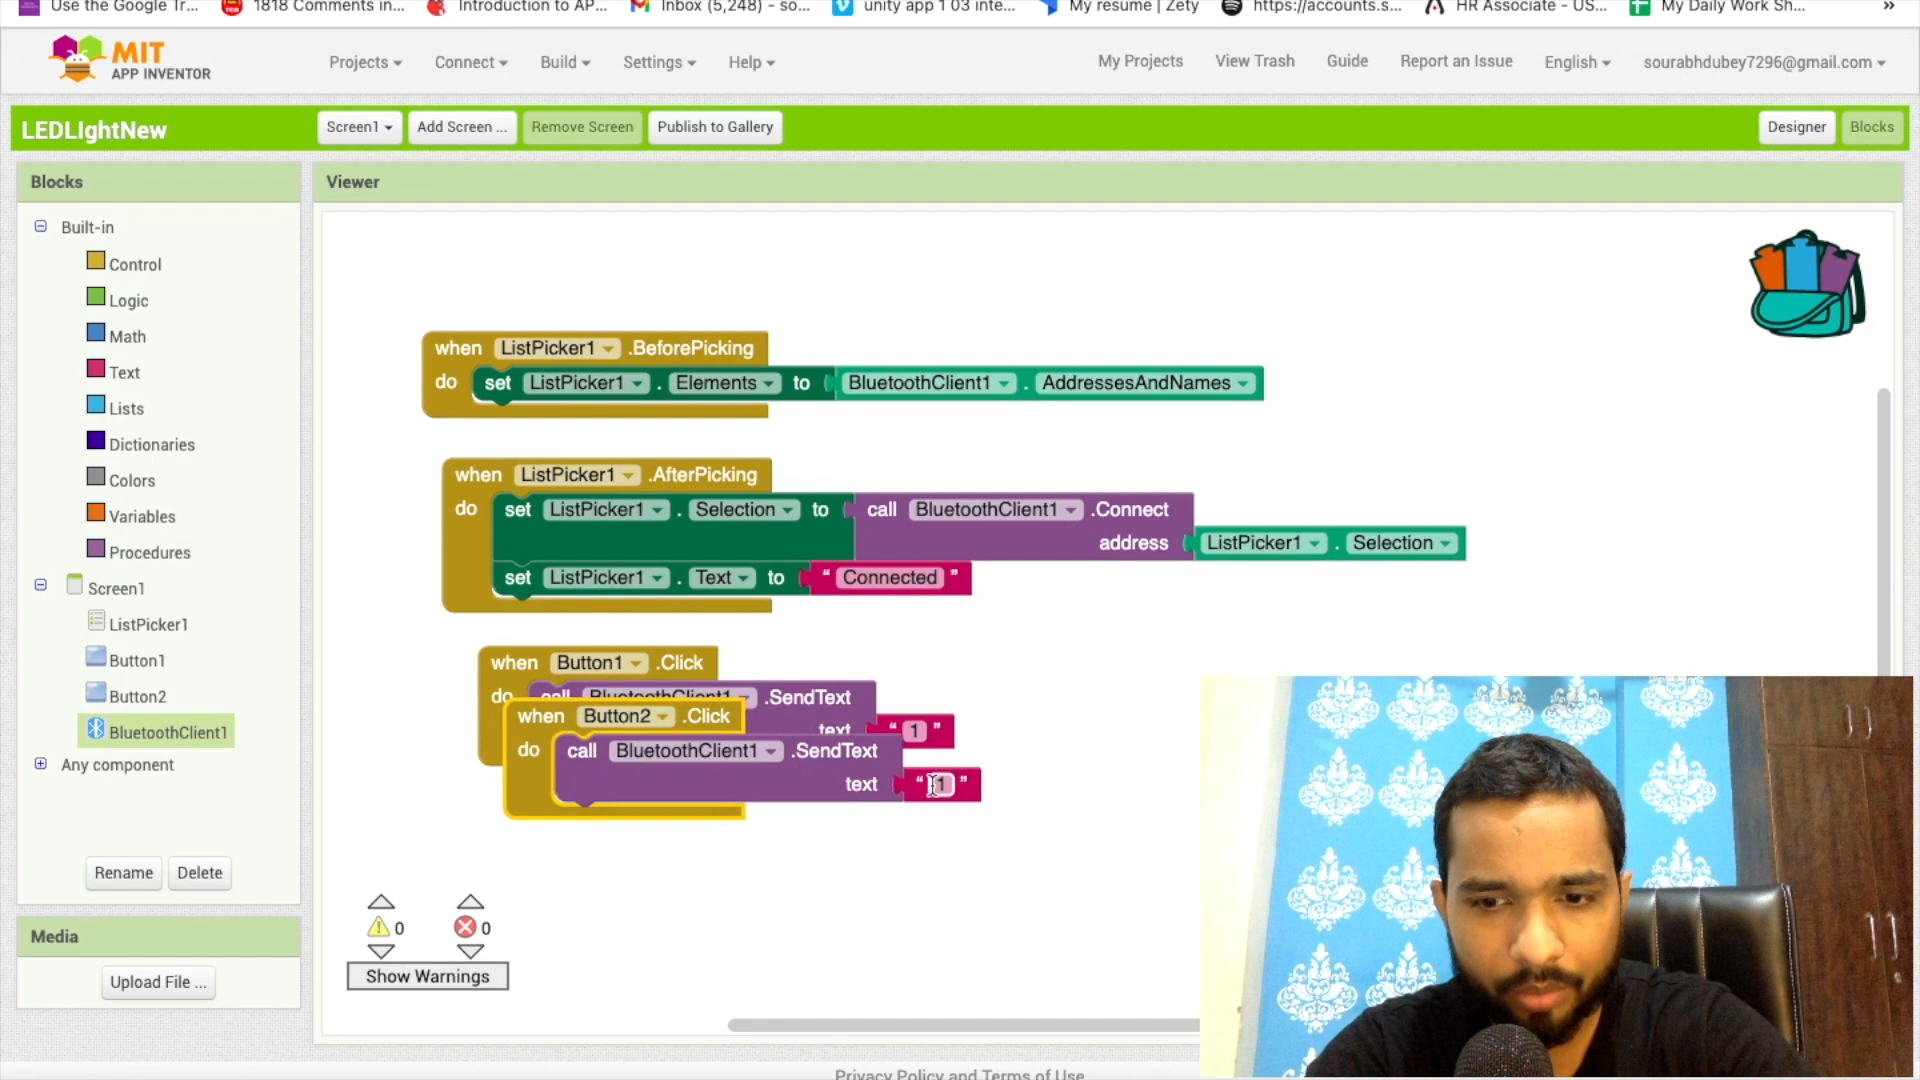 Use the Google Tr... 1818 Comments in... Introduction to AP... Inbox (5,248) – so... unity app 1 03 inte... My resume | Zety https://accounts.s... HR Associate - US... My Daily Work Sh... »
MIT APP INVENTOR
Projects Connect Build Settings Help My Projects View Trash Guide Report an Issue English sourabhdubey7296@gmail.com
LEDLIghtNew Screen1 Add Screen ... Remove Screen Publish to Gallery Designer Blocks
Blocks
Built-in
Control
Logic
Math
Text
Lists
Dictionaries
Colors
Variables
Procedures
Screen1
ListPicker1
Button1
Button2
BluetoothClient1
Any component
Rename Delete
Media
Upload File ...
Viewer
when ListPicker1 .BeforePicking
do set ListPicker1 . Elements to BluetoothClient1 . AddressesAndNames
when ListPicker1 .AfterPicking
do set ListPicker1 . Selection to call BluetoothClient1 .Connect
address ListPicker1 . Selection
set ListPicker1 . Text to “ Connected ”
when Button1 .Click
do call BluetoothClient1 .SendText
text “ 1 ”
when Button2 .Click
do call BluetoothClient1 .SendText
text “ 1 ”
0 0
Show Warnings
Privacy Policy and Terms of Use